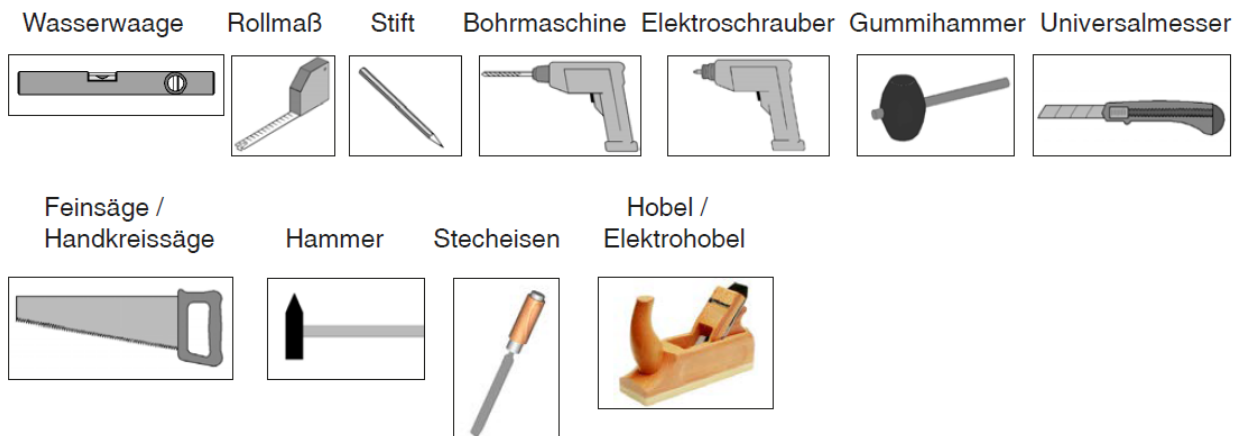 Wasserwaage Rollmaß Stift Bohrmaschine Elektroschrauber Gummihammer Universalmesser
Feinsäge /
Handkreissäge
Hammer
Stecheisen
Hobel /
Elektrohobel